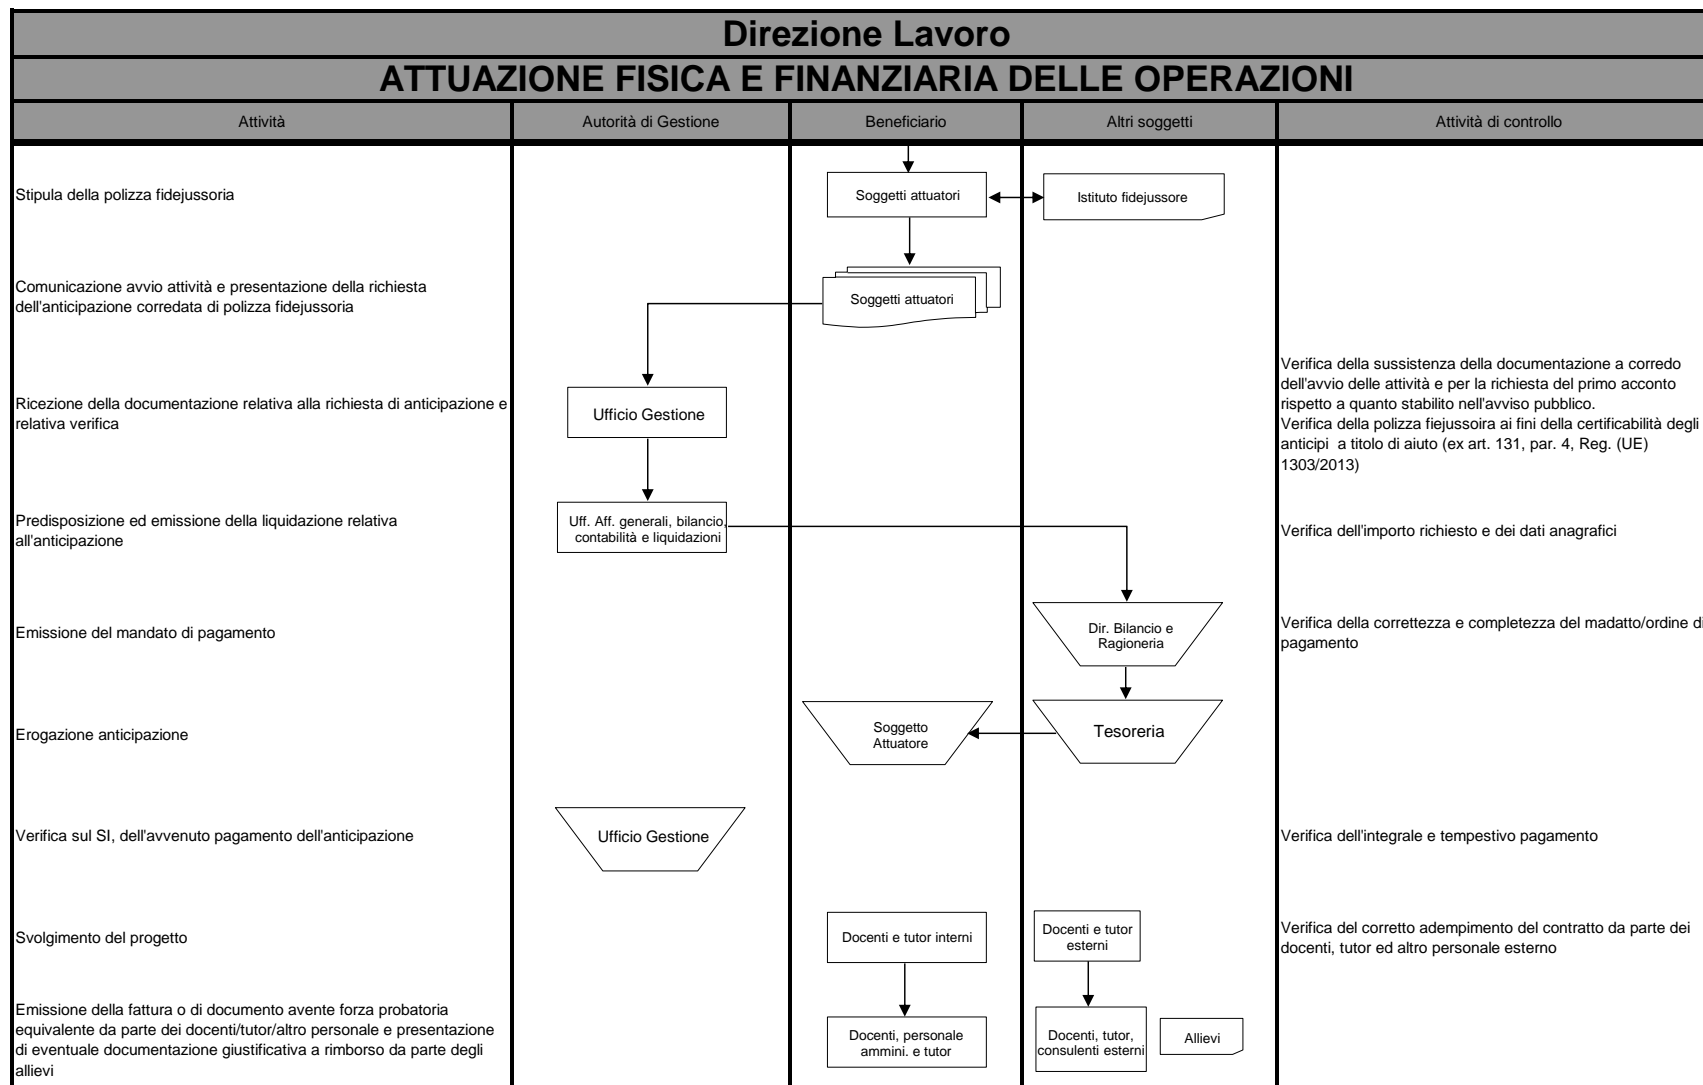 Direzione Lavoro
ATTUAZIONE FISICA E FINANZIARIA DELLE OPERAZIONI
Attività
Autorità di Gestione
Beneficiario
Altri soggetti
Attività di controllo
Stipula della polizza fidejussoria
Soggetti attuatori
Istituto fidejussore
Comunicazione avvio attività e presentazione della richiesta
dell'anticipazione corredata di polizza fidejussoria
Soggetti attuatori
Ricezione della documentazione relativa alla richiesta di anticipazione e
relativa verifica
Ufficio Gestione
Verifica della sussistenza della documentazione a corredo
dell'avvio delle attività e per la richiesta del primo acconto
rispetto a quanto stabilito nell'avviso pubblico.
Verifica della polizza fiejussoira ai fini della certificabilità degli
anticipi a titolo di aiuto (ex art. 131, par. 4, Reg. (UE)
1303/2013)
Predisposizione ed emissione della liquidazione relativa
all'anticipazione
Uff. Aff. generali, bilancio,
contabilità e liquidazioni
Verifica dell'importo richiesto e dei dati anagrafici
Emissione del mandato di pagamento
Dir. Bilancio e
Ragioneria
Verifica della correttezza e completezza del madatto/ordine di
pagamento
Erogazione anticipazione
Soggetto
Attuatore
Tesoreria
Verifica sul SI, dell'avvenuto pagamento dell'anticipazione
Ufficio Gestione
Verifica dell'integrale e tempestivo pagamento
Svolgimento del progetto
Docenti e tutor interni
Docenti e tutor
esterni
Verifica del corretto adempimento del contratto da parte dei
docenti, tutor ed altro personale esterno
Emissione della fattura o di documento avente forza probatoria
equivalente da parte dei docenti/tutor/altro personale e presentazione
di eventuale documentazione giustificativa a rimborso da parte degli
allievi
Docenti, personale
ammini. e tutor
Docenti, tutor,
consulenti esterni
Allievi